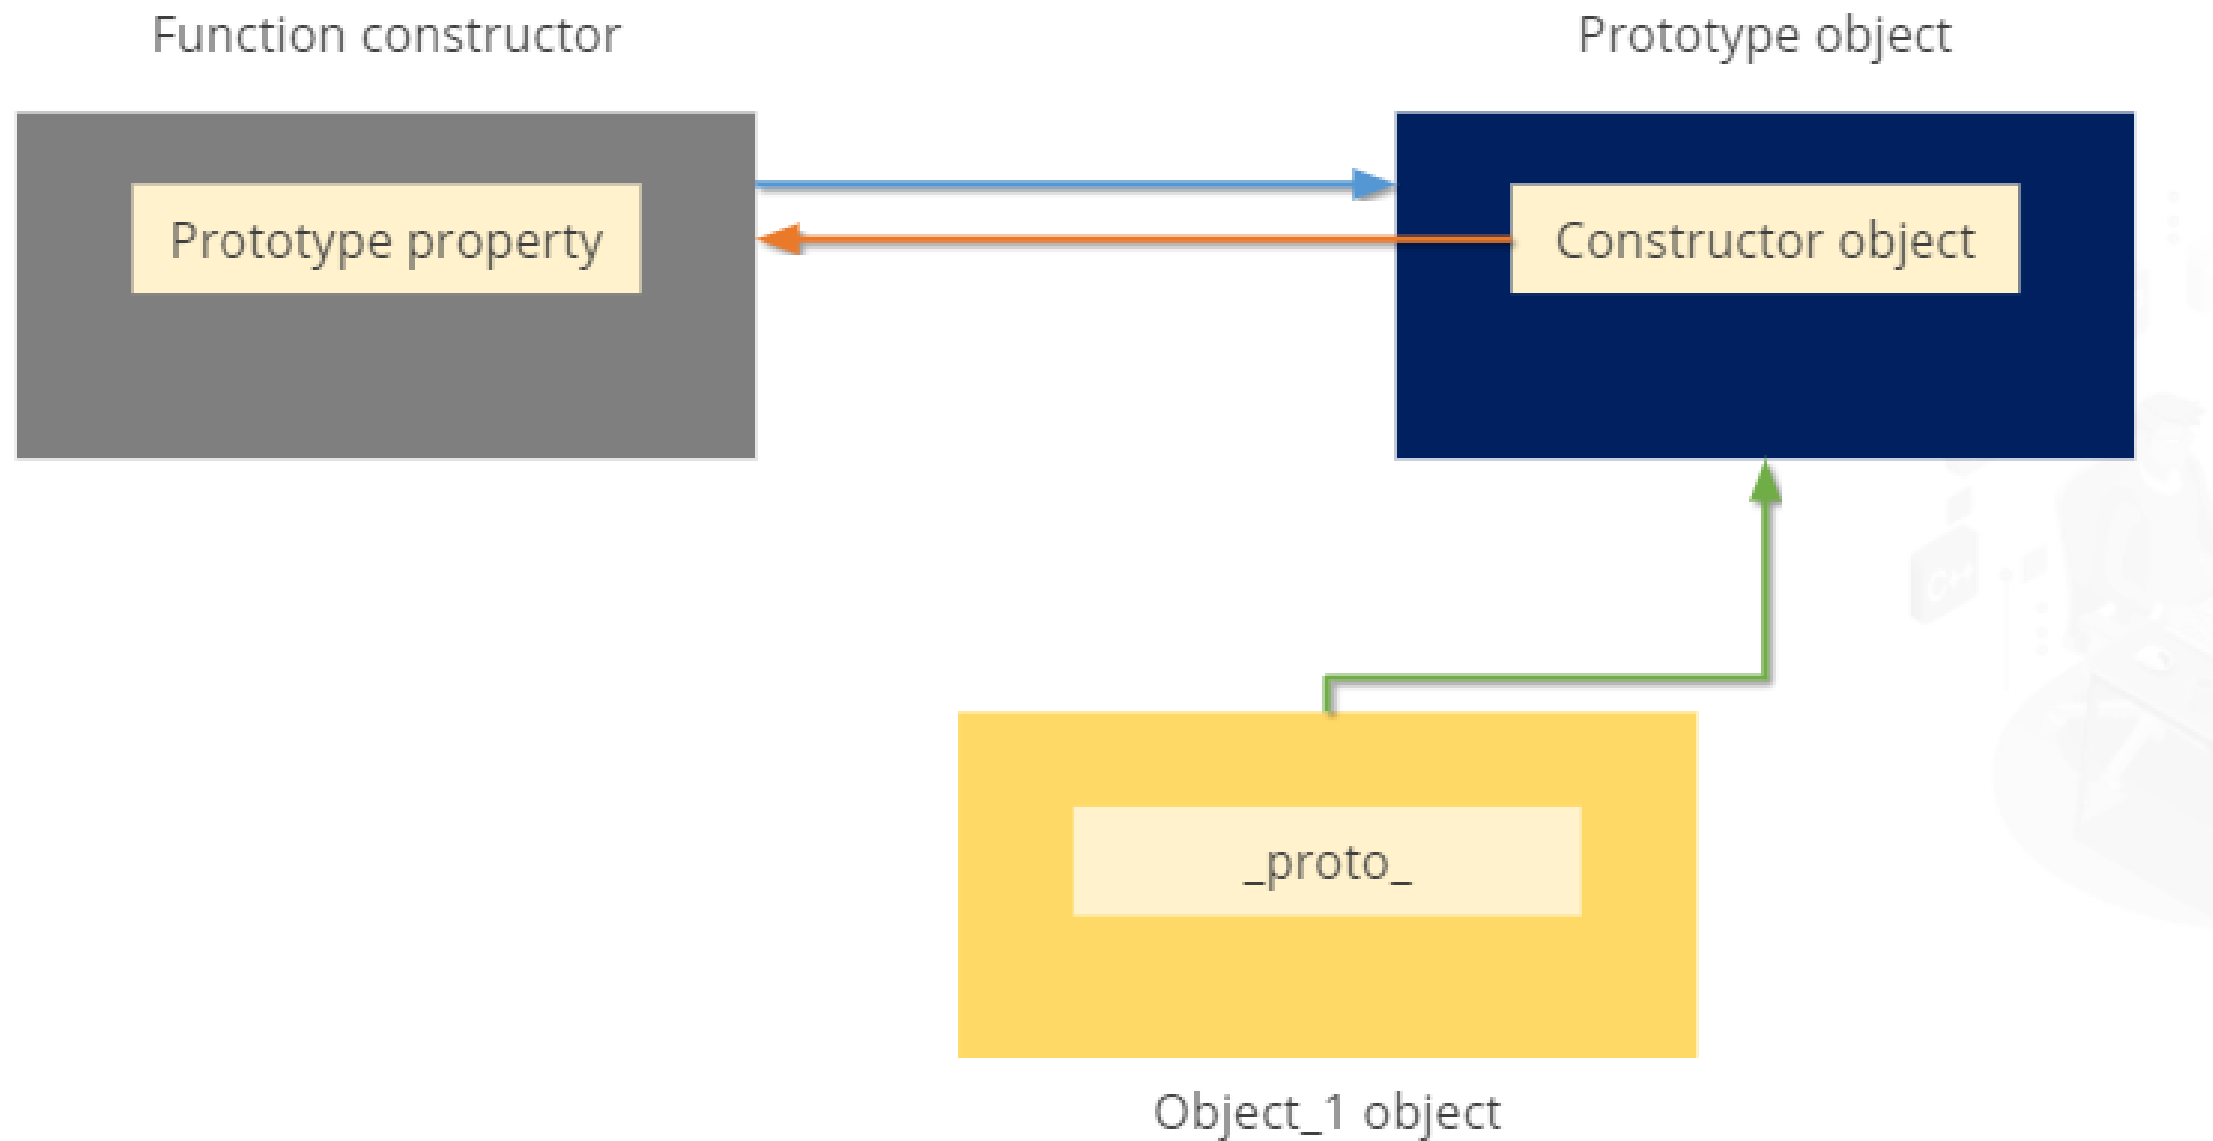 Function constructor
Prototype object
Prototype property
Constructor object
C++
_proto_
Object_1 object